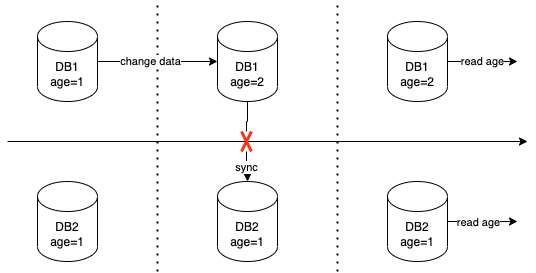 DB1
age=1
change data
DB1
age=2
DB1
age=2
read age
sync
DB2
age=1
DB2
age=1
DB2
age=1
read age